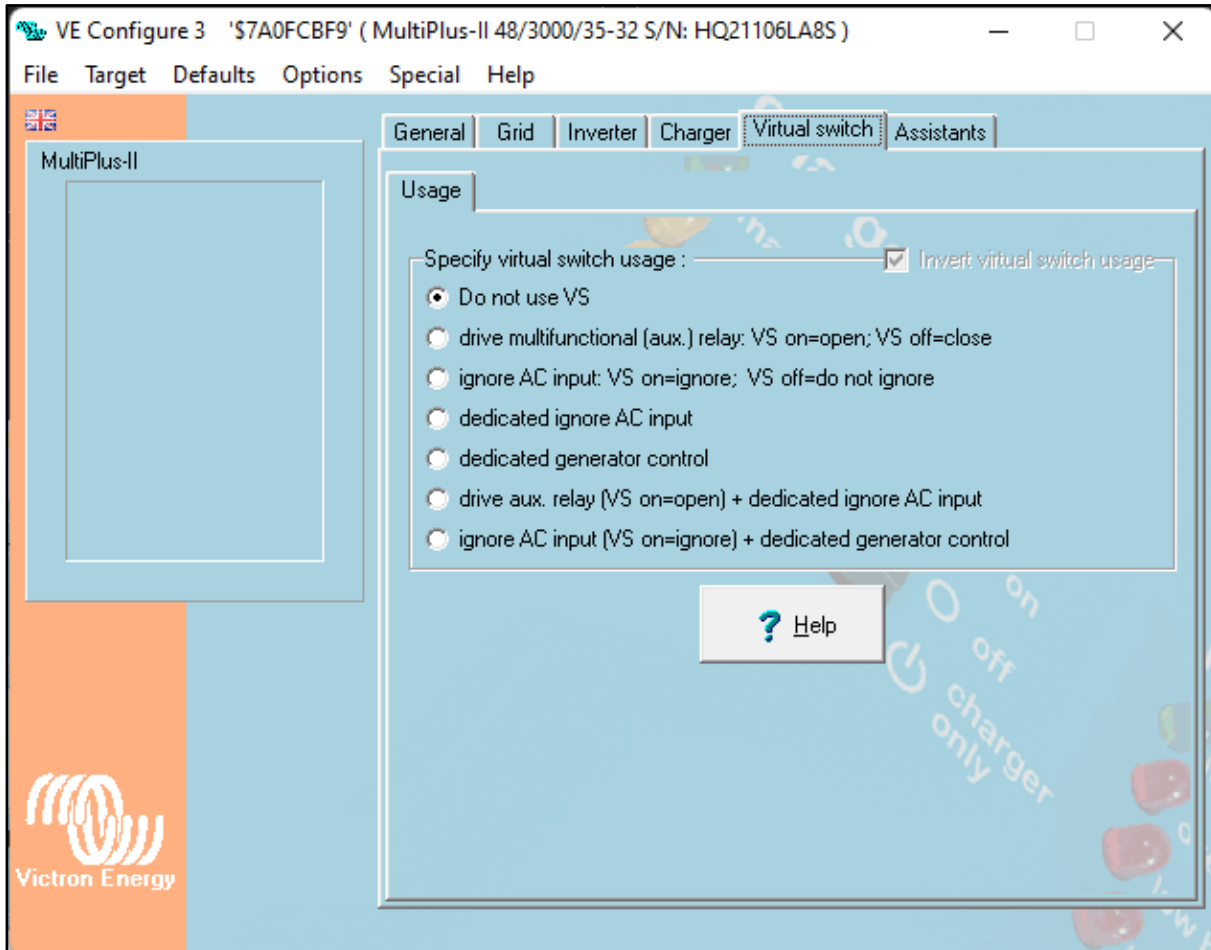 VE Configure 3 '$7A0FCBF9' ( MultiPlus-II 48/3000/35-32 S/N: HQ21106LA8S )
File Target Defaults Options Special Help
General Grid Inverter Charger Virtual switch Assistants
MultiPlus-II
Usage
Specify virtual switch usage :
Invert virtual switch usage
Do not use VS
drive multifunctional (aux.) relay: VS on=open; VS off=close
ignore AC input: VS on=ignore; VS off=do not ignore
dedicated ignore AC input
dedicated generator control
drive aux. relay (VS on=open) + dedicated ignore AC input
ignore AC input (VS on=ignore) + dedicated generator control
? Help
on
off
charger
only
low
Victron Energy